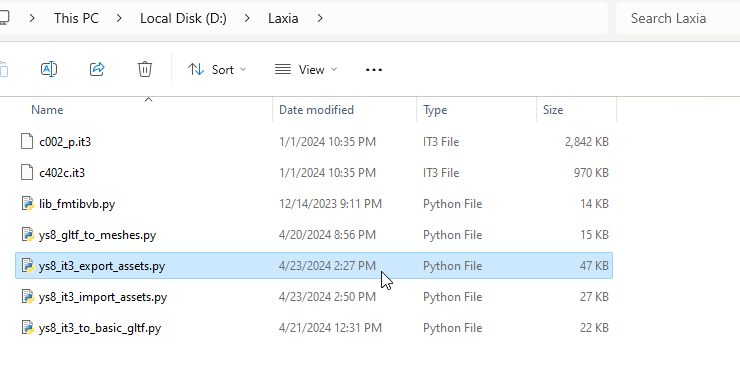 This PC > Local Disk (D:) > Laxia > Search Laxia
Sort View ...
Name Date modified Type Size
c002_p.it3 1/1/2024 10:35 PM IT3 File 2,842 KB
c402c.it3 1/1/2024 10:35 PM IT3 File 970 KB
lib_fmtibvb.py 12/14/2023 9:11 PM Python File 14 KB
ys8_gltf_to_meshes.py 4/20/2024 8:56 PM Python File 15 KB
ys8_it3_export_assets.py 4/23/2024 2:27 PM Python File 47 KB
ys8_it3_import_assets.py 4/23/2024 2:50 PM Python File 27 KB
ys8_it3_to_basic_gltf.py 4/21/2024 12:31 PM Python File 22 KB